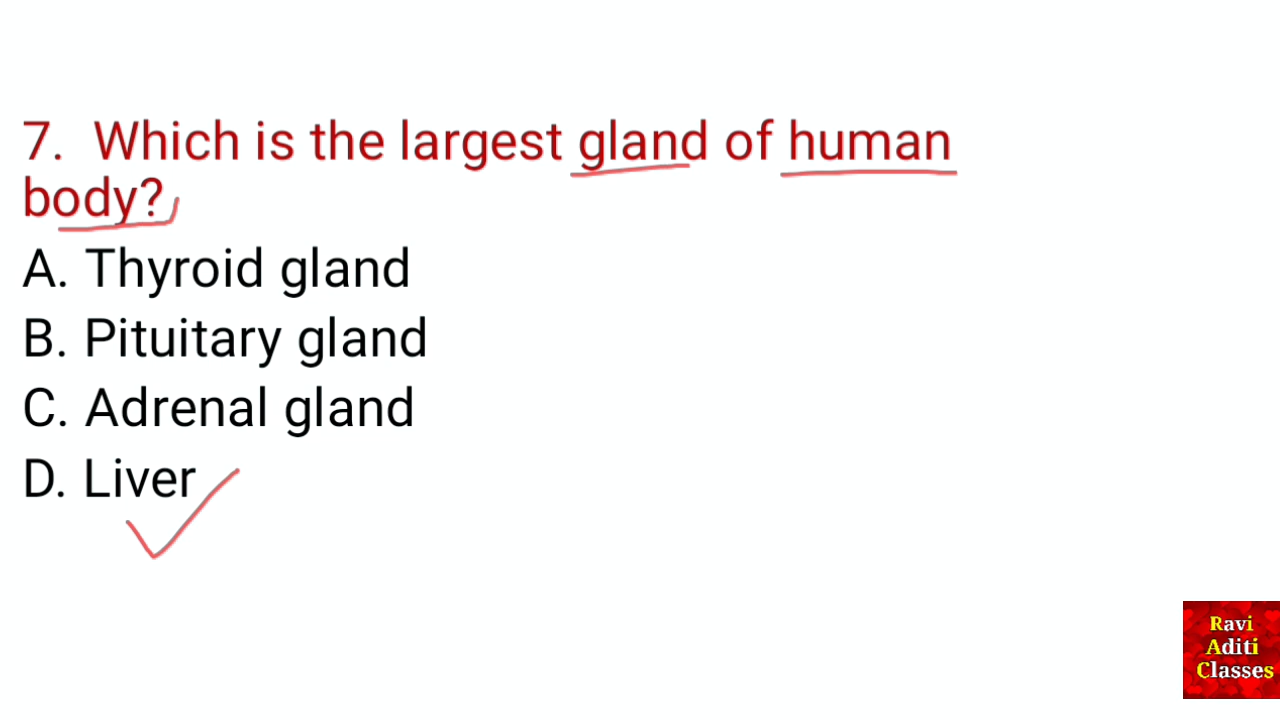 7. Which is the largest gland of human
body?
A. Thyroid gland
B. Pituitary gland
C. Adrenal gland
D. Liver
Ravi
Aditi
Classes